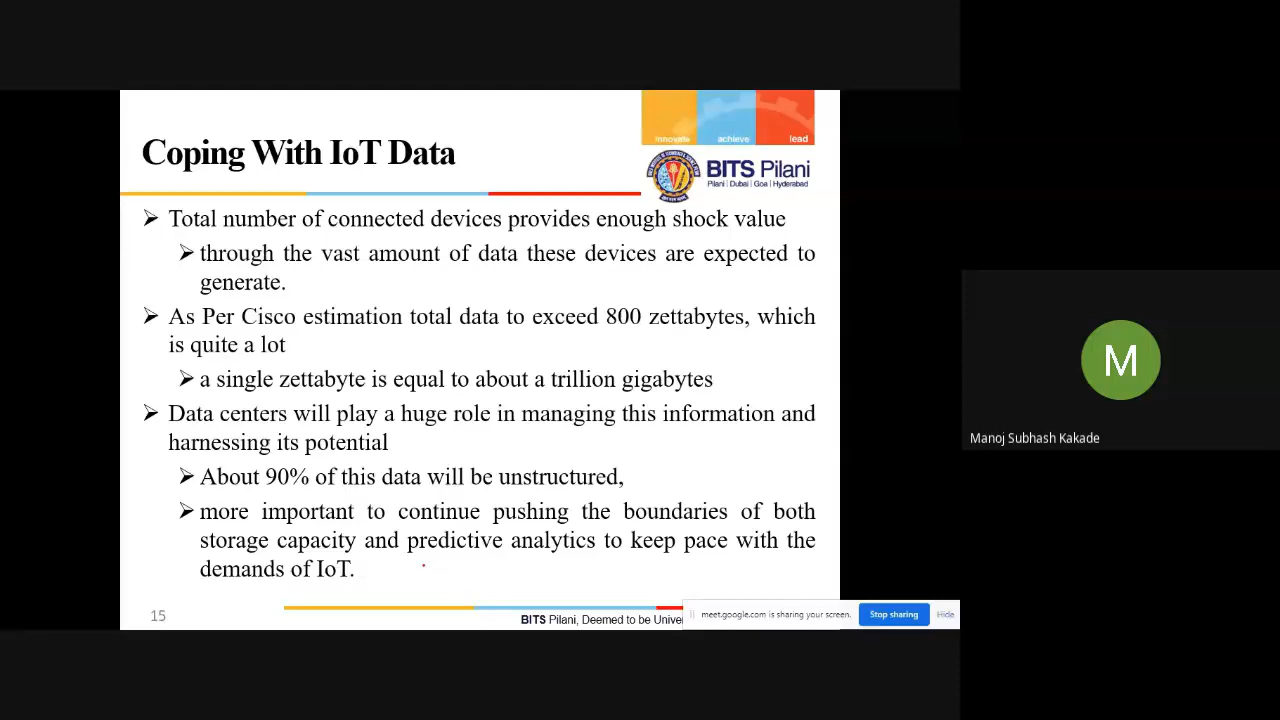 innovate achieve lead
Coping With IoT Data
BITS Pilani
Pilani | Dubai | Goa | Hyderabad
➢ Total number of connected devices provides enough shock value
➢ through the vast amount of data these devices are expected to
generate.
➢ As Per Cisco estimation total data to exceed 800 zettabytes, which
is quite a lot
➢ a single zettabyte is equal to about a trillion gigabytes
➢ Data centers will play a huge role in managing this information and
harnessing its potential
➢ About 90% of this data will be unstructured,
➢ more important to continue pushing the boundaries of both
storage capacity and predictive analytics to keep pace with the
demands of IoT.
15
BITS Pilani, Deemed to be Univer
meet.google.com is sharing your screen. Stop sharing Hide
M
Manoj Subhash Kakade